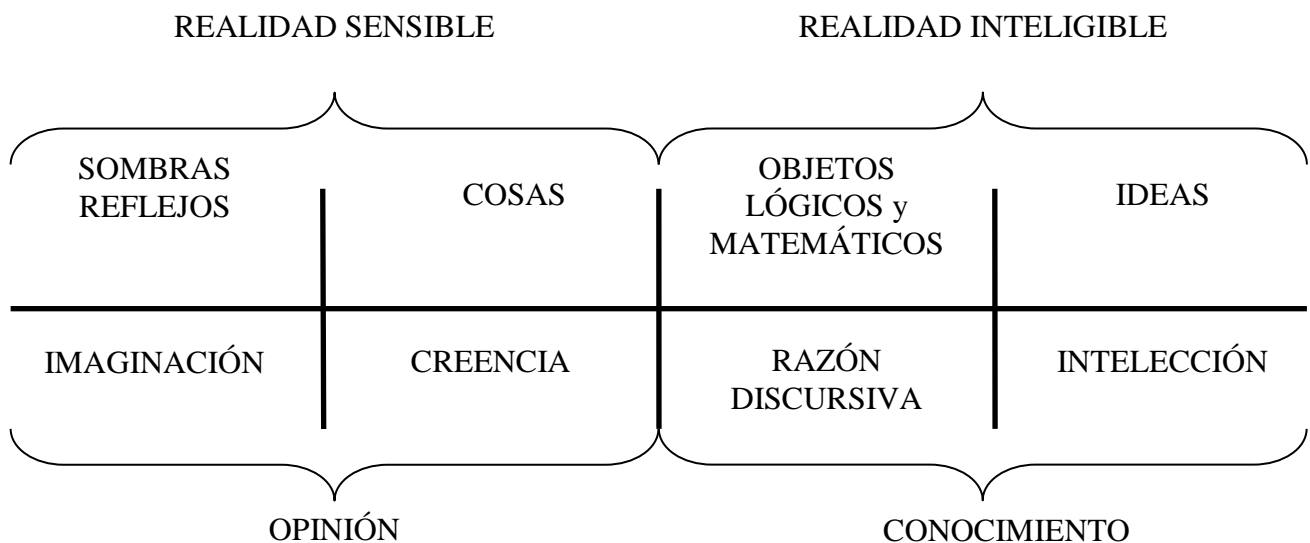 REALIDAD SENSIBLE
REALIDAD INTELIGIBLE
SOMBRAS
REFLEJOS
COSAS
OBJETOS
LÓGICOS y
MATEMÁTICOS
IDEAS
IMAGINACIÓN
CREENCIA
RAZÓN
DISCURSIVA
INTELECCIÓN
OPINIÓN
CONOCIMIENTO